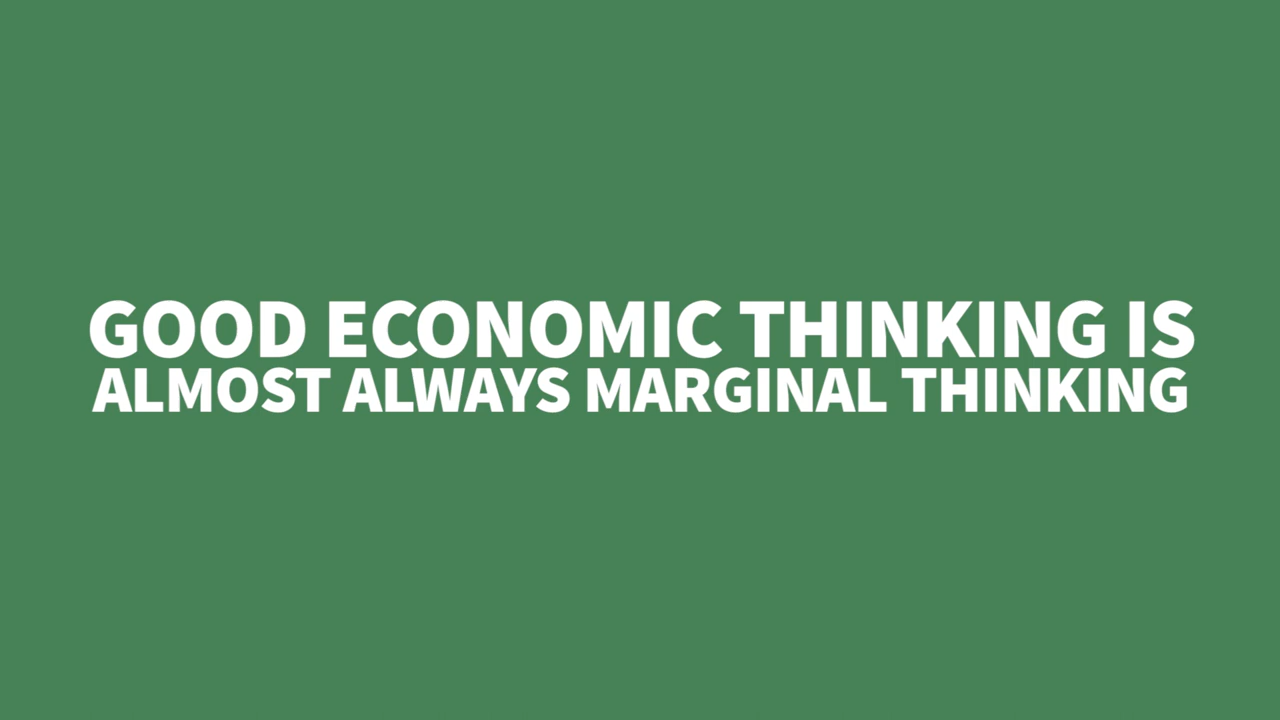 GOOD ECONOMIC THINKING IS
ALMOST ALWAYS MARGINAL THINKING